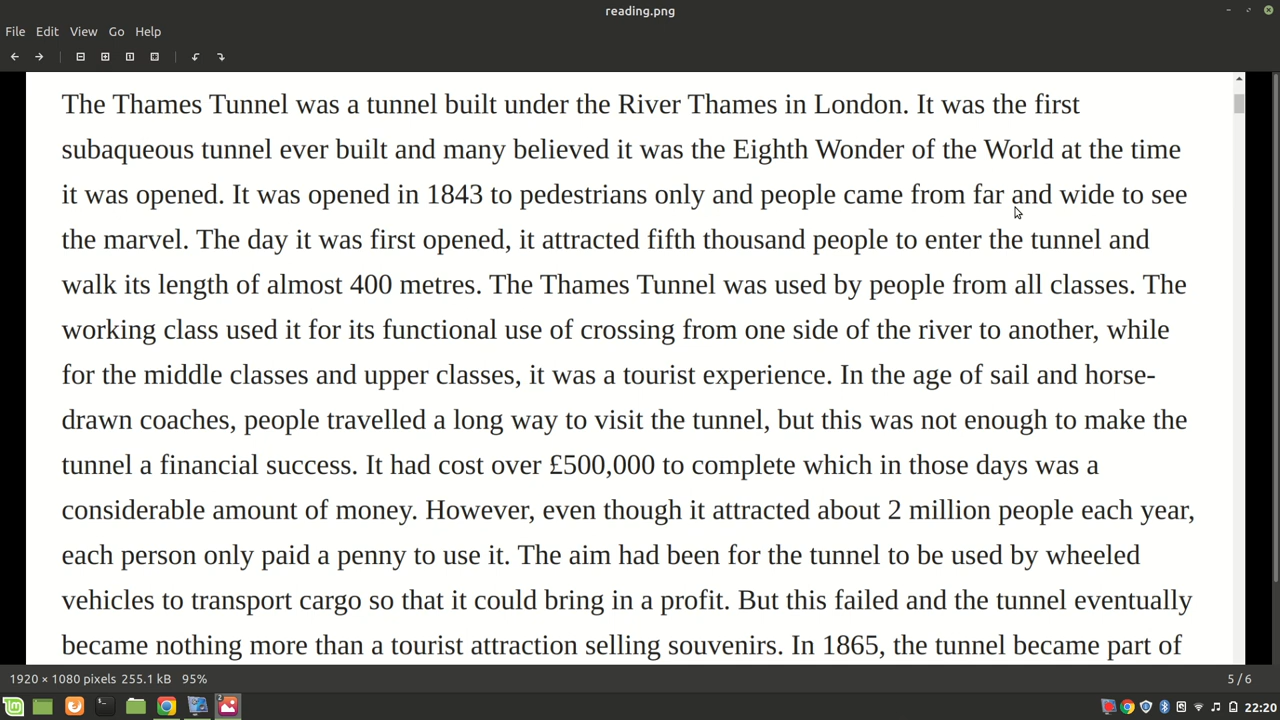 reading.png
File Edit View Go Help
The Thames Tunnel was a tunnel built under the River Thames in London. It was the first
subaqueous tunnel ever built and many believed it was the Eighth Wonder of the World at the time
it was opened. It was opened in 1843 to pedestrians only and people came from far and wide to see
the marvel. The day it was first opened, it attracted fifth thousand people to enter the tunnel and
walk its length of almost 400 metres. The Thames Tunnel was used by people from all classes. The
working class used it for its functional use of crossing from one side of the river to another, while
for the middle classes and upper classes, it was a tourist experience. In the age of sail and horse-
drawn coaches, people travelled a long way to visit the tunnel, but this was not enough to make the
tunnel a financial success. It had cost over £500,000 to complete which in those days was a
considerable amount of money. However, even though it attracted about 2 million people each year,
each person only paid a penny to use it. The aim had been for the tunnel to be used by wheeled
vehicles to transport cargo so that it could bring in a profit. But this failed and the tunnel eventually
became nothing more than a tourist attraction selling souvenirs. In 1865, the tunnel became part of
1920 × 1080 pixels 255.1 kB 95% 5 / 6
22:20